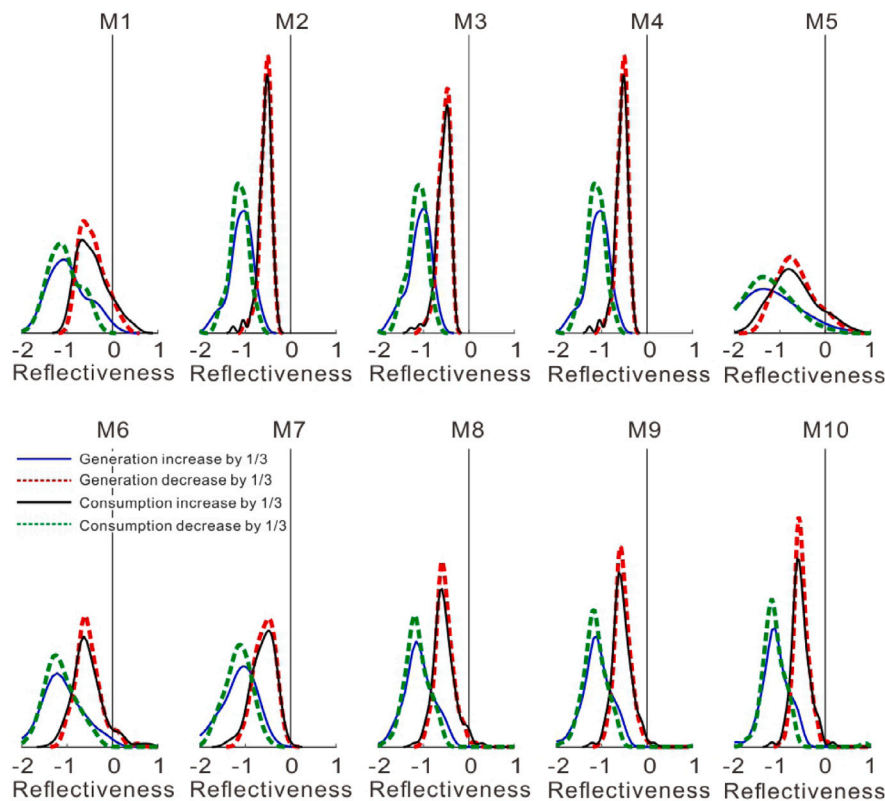 M1 M2 M3 M4 M5
-2 -1 0 1 -2 -1 0 1 -2 -1 0 1 -2 -1 0 1 -2 -1 0 1
Reflectiveness Reflectiveness Reflectiveness Reflectiveness Reflectiveness
M6 M7 M8 M9 M10
Generation increase by 1/3
Generation decrease by 1/3
Consumption increase by 1/3
Consumption decrease by 1/3
-2 -1 0 1 -2 -1 0 1 -2 -1 0 1 -2 -1 0 1 -2 -1 0 1
Reflectiveness Reflectiveness Reflectiveness Reflectiveness Reflectiveness